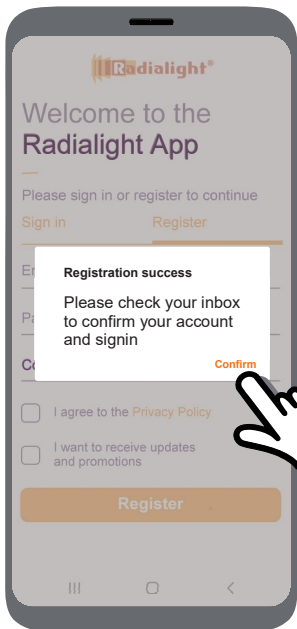 Radialight®
Welcome to the
Radialight App
Please sign in or register to continue
Sign in Register
Registration success
Please check your inbox
to confirm your account
and signin
Confirm
I agree to the Privacy Policy
I want to receive updates
and promotions
Register